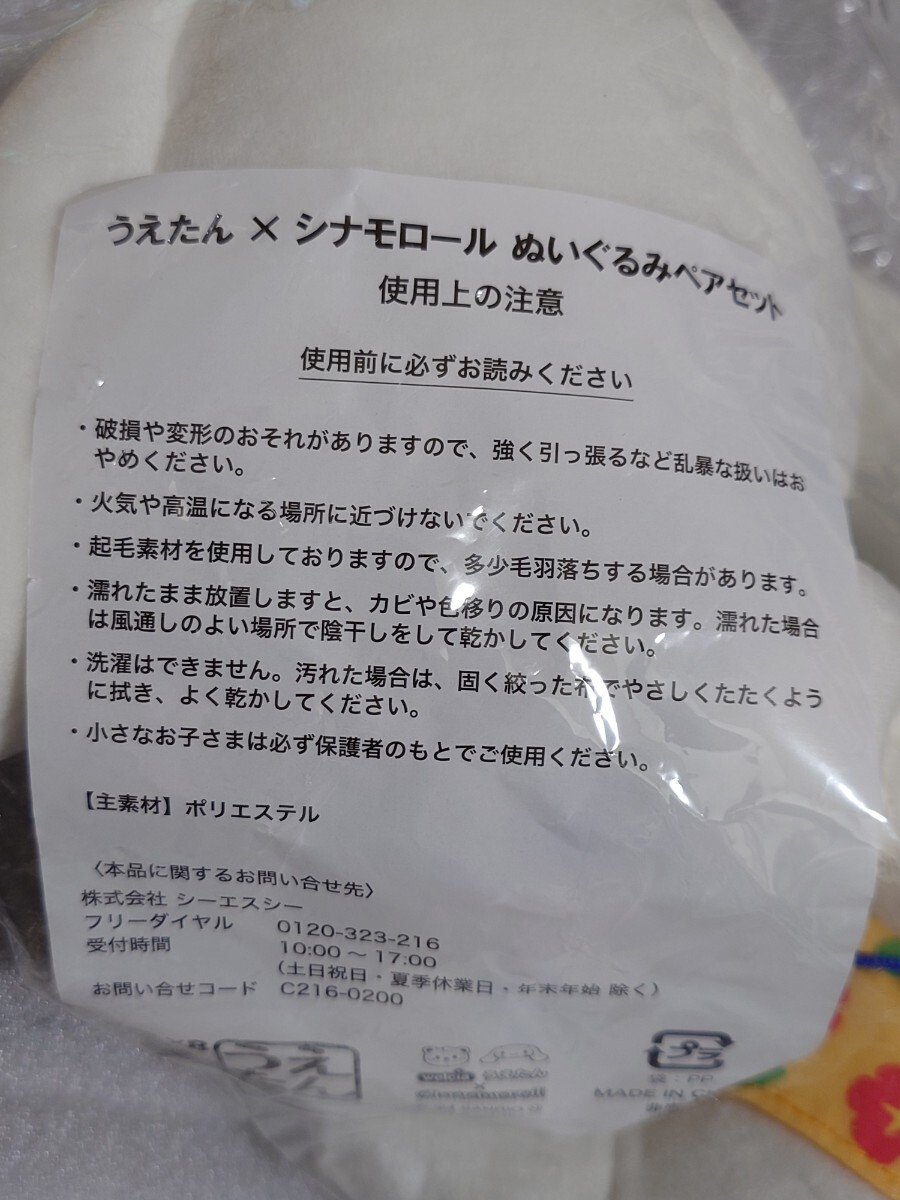 うえたん × シナモロール ぬいぐるみペアセット
使用上の注意
使用前に必ずお読みください
・破損や変形のおそれがありますので、強く引っ張るなど乱暴な扱いはお
やめください。
・火気や高温になる場所に近づけないでください。
・起毛素材を使用しておりますので、多少毛羽落ちする場合があります。
・濡れたまま放置しますと、カビや色移りの原因になります。濡れた場合
は風通しのよい場所で陰干しをして乾かしてください。
・洗濯はできません。汚れた場合は、固く絞った布でやさしくたたくよう
に拭き、よく乾かしてください。
・小さなお子さまは必ず保護者のもとでご使用ください。
【主素材】ポリエステル
〈本品に関するお問い合せ先〉
株式会社 シーエスシー
フリーダイヤル 0120-323-216
受付時間 10:00 〜 17:00
(土日祝日・夏季休業日・年末年始 除く)
お問い合せコード C216-0200
うえ
たん
プラ
うえたん
×
cinnamoroll
袋:PP
MADE IN